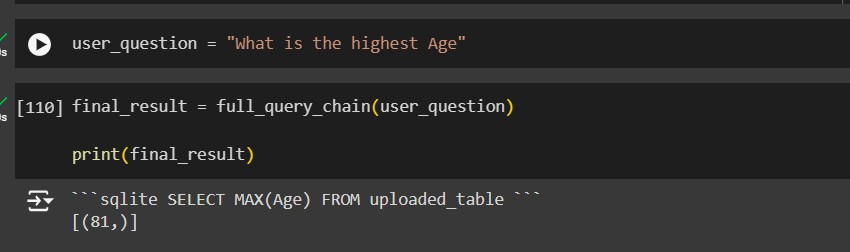 s
user_question = "What is the highest Age"
s
[110] final_result = full_query_chain(user_question)
print(final_result)
```sqlite SELECT MAX(Age) FROM uploaded_table ```
[(81,)]